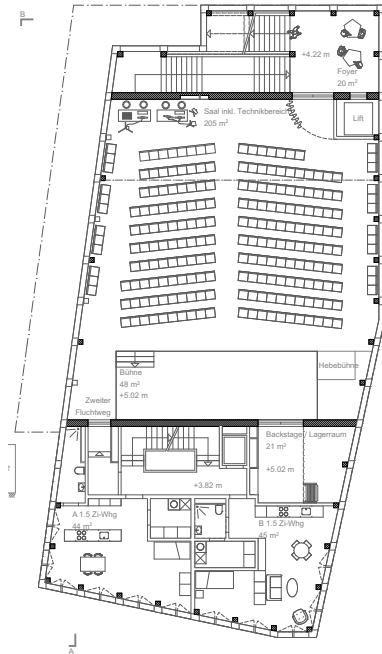 B
+4.22 m
Foyer
20 m²
Lift
Saal inkl. Technikbereich
205 m²
Bühne
48 m²
+5.02 m
Hebebühne
Zweiter
Fluchtweg
Backstage / Lagerraum
21 m²
+5.02 m
+3.82 m
A 1.5 Zi-Whg
44 m²
B 1.5 Zi-Whg
45 m²
A